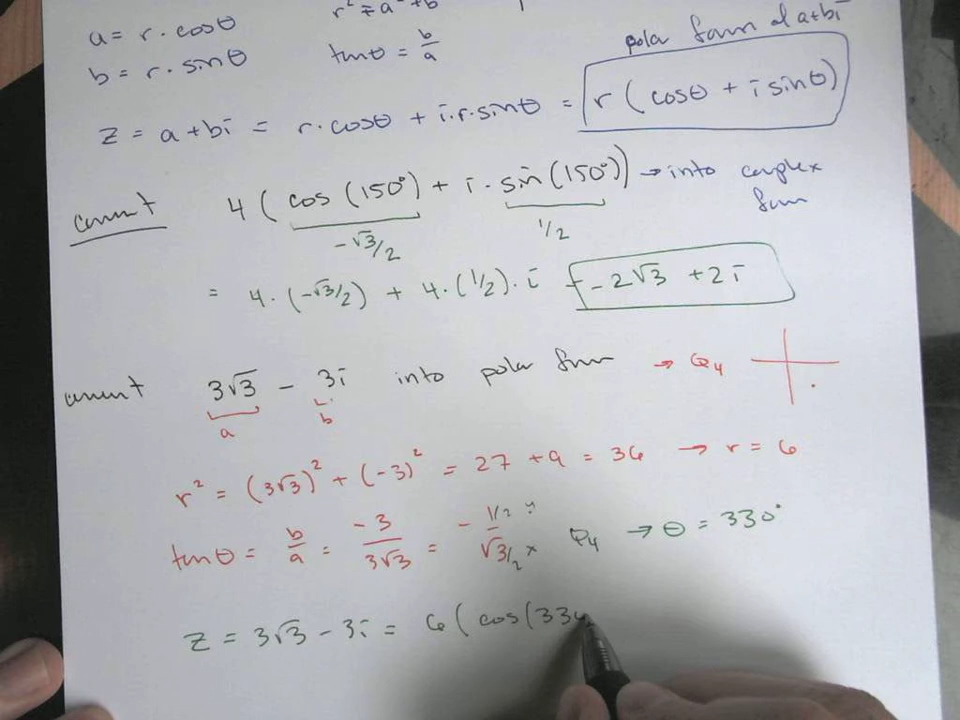 a = r · cosθ
r² = a² + b²
b = r · sinθ
tanθ = b/a
polar form of a+bi
z = a + bi = r · cosθ + i · r · sinθ = r ( cosθ + i sinθ )
convert 4 ( cos (150°) + i · sin (150°)) → into complex form
-√3/2
1/2
= 4 · (-√3/2) + 4 · (1/2) · i = -2√3 + 2i
convert 3√3 - 3i into polar form → Q4
a
b
r² = (3√3)² + (-3)² = 27 + 9 = 36 → r = 6
tanθ = b/a = -3/3√3 = - 1/2 y / √3/2 x Q4 → θ = 330°
z = 3√3 - 3i = 6 ( cos (330